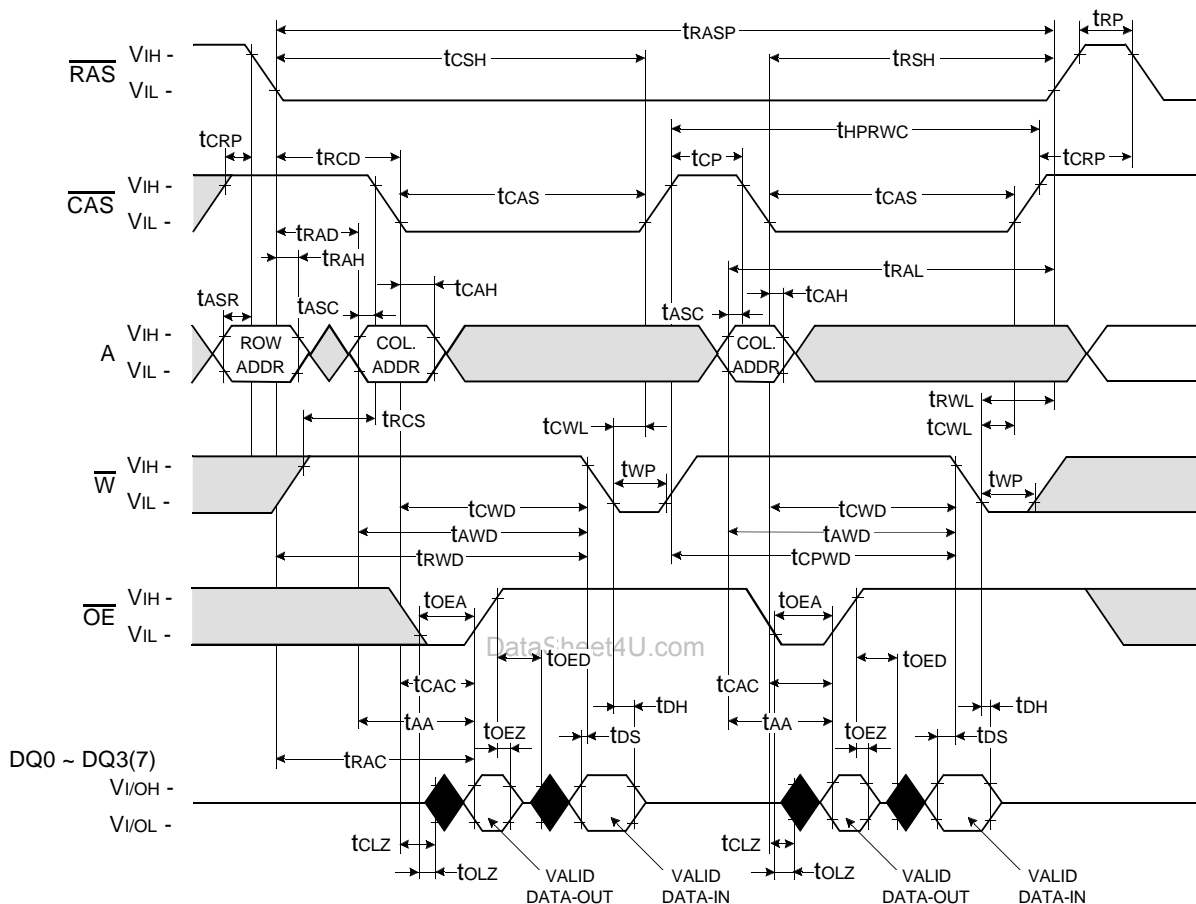 tRASP
tRP
tCSH
tRSH
RAS
VIH -
VIL -
tHPRWC
tCRP
tRCD
tCP
tCRP
CAS
VIH -
VIL -
tCAS
tCAS
tRAD
tRAH
tRAL
tCAH
tCAH
tASR
tASC
tASC
A
VIH -
VIL -
ROW
ADDR
COL.
ADDR
COL.
ADDR
tRCS
tRWL
tCWL
tCWL
W
VIH -
VIL -
tWP
tWP
tCWD
tCWD
tAWD
tAWD
tRWD
tCPWD
OE
VIH -
VIL -
tOEA
tOEA
DataSheet4U.com
tOED
tOED
tCAC
tCAC
tDH
tDH
tAA
tAA
tOEZ
tOEZ
tDS
tDS
tRAC
DQ0 ~ DQ3(7)
VI/OH -
VI/OL -
tCLZ
tCLZ
tOLZ
tOLZ
VALID
DATA-OUT
VALID
DATA-IN
VALID
DATA-OUT
VALID
DATA-IN